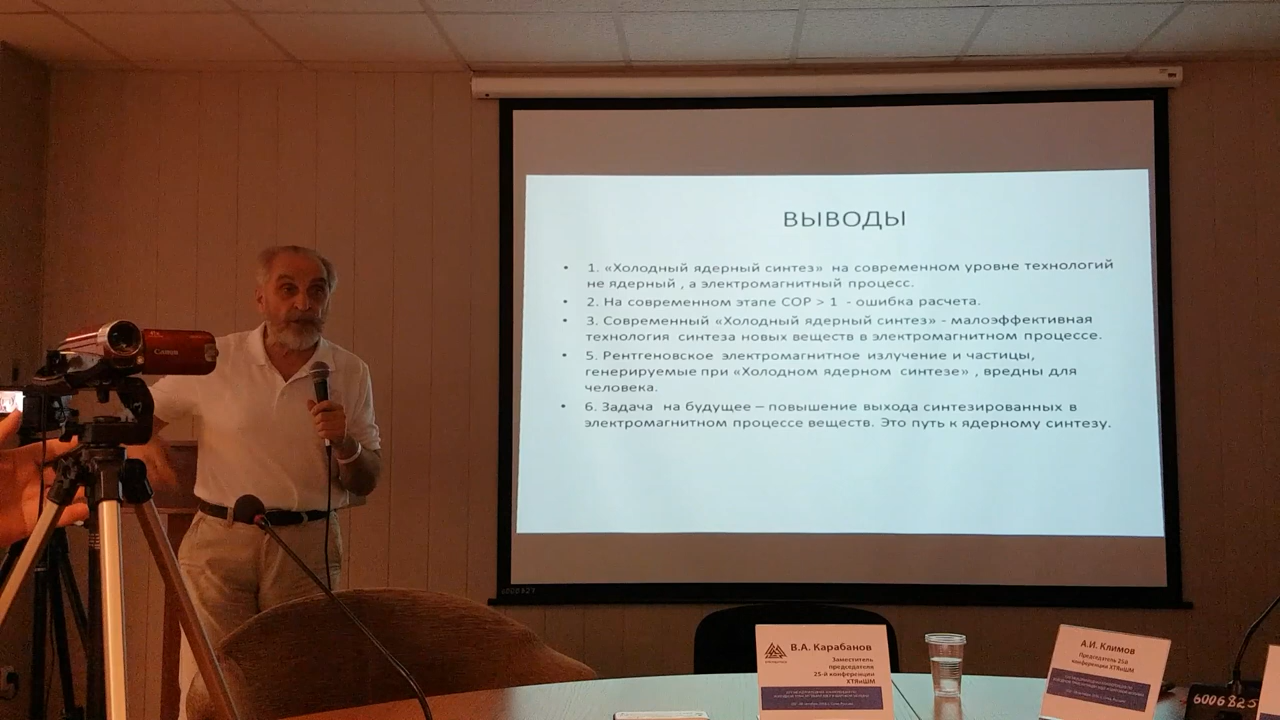 ВЫВОДЫ
• 1. «Холодный ядерный синтез» на современном уровне технологий
не ядерный , а электромагнитный процесс.
• 2. На современном этапе COP > 1 - ошибка расчета.
• 3. Современный «Холодный ядерный синтез» - малоэффективная
технология синтеза новых веществ в электромагнитном процессе.
• 5. Рентгеновское электромагнитное излучение и частицы,
генерируемые при «Холодном ядерном синтезе» , вредны для
человека.
• 6. Задача на будущее – повышение выхода синтезированных в
электромагнитном процессе веществ. Это путь к ядерному синтезу.
Canon
В.А. Карабанов
Заместитель
председателя
25-й конференции
ХТЯиШМ
А.И. Климов
Председатель 25й
конференции ХТЯиШМ
6006825